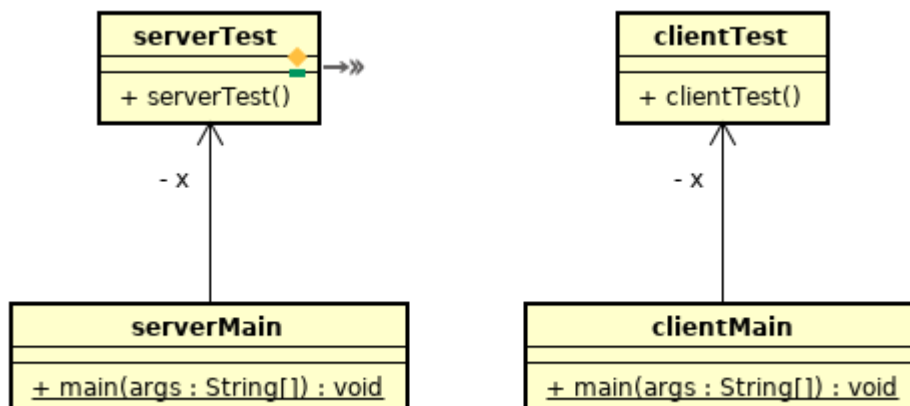 serverTest
+ serverTest()
- x
serverMain
+ main(args : String[]) : void
clientTest
+ clientTest()
- x
clientMain
+ main(args : String[]) : void